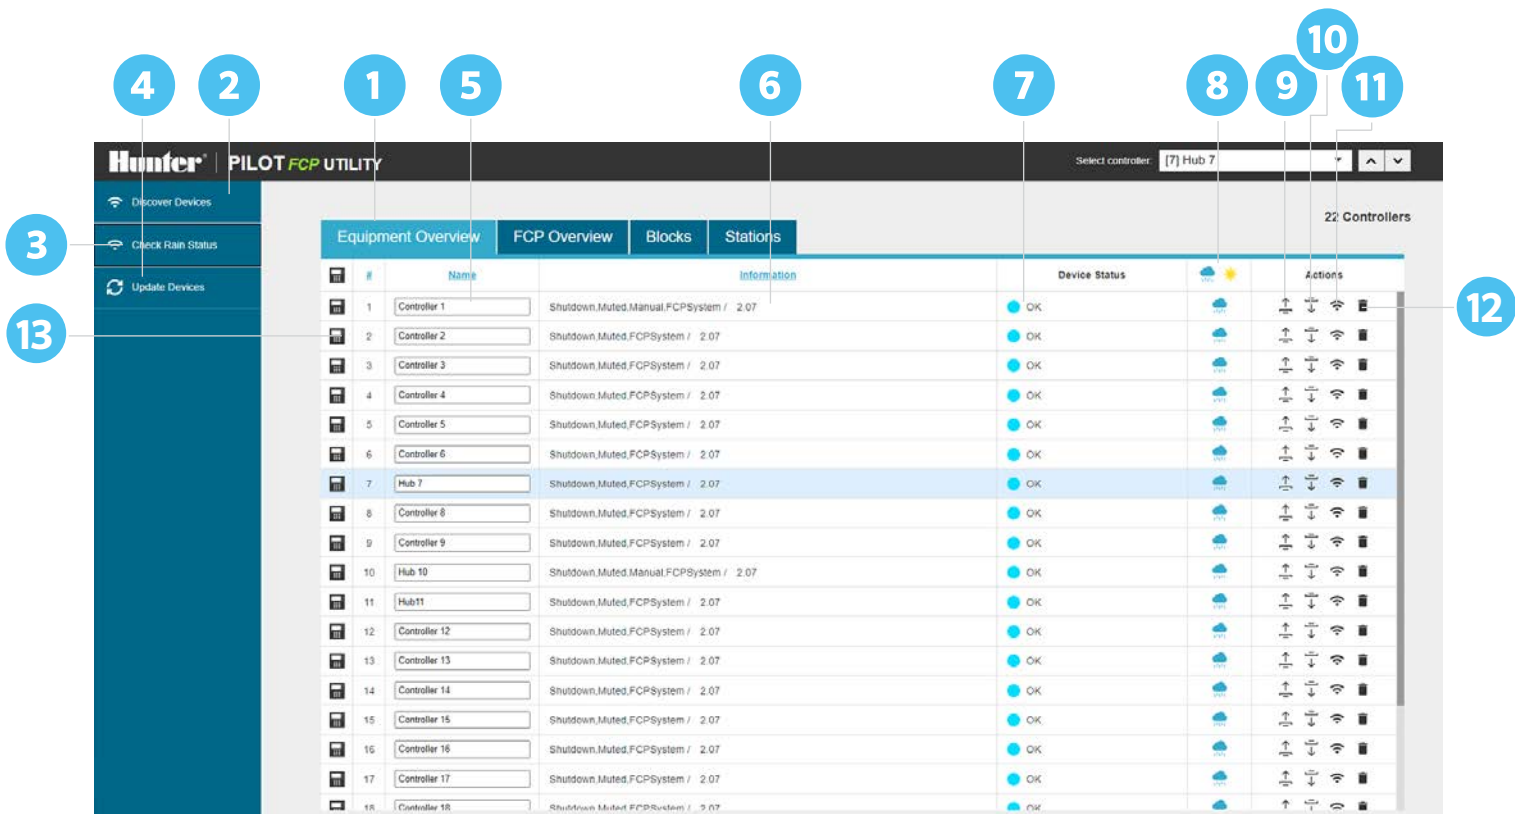 10
4 2 1 5 6 7 8 9 11
Hunter® PILOT FCP UTILITY Select controller: [7] Hub 7
Discover Devices
22 Controllers
3 Check Rain Status
Equipment Overview FCP Overview Blocks Stations
# Name Information Device Status Actions
Update Devices
1 Controller 1 Shutdown,Muted,Manual,FCPSystem / 2.07 OK
12
13
2 Controller 2 Shutdown,Muted,FCPSystem / 2.07 OK
3 Controller 3 Shutdown,Muted,FCPSystem / 2.07 OK
4 Controller 4 Shutdown,Muted,FCPSystem / 2.07 OK
5 Controller 5 Shutdown,Muted,FCPSystem / 2.07 OK
6 Controller 6 Shutdown,Muted,FCPSystem / 2.07 OK
7 Hub 7 Shutdown,Muted,FCPSystem / 2.07 OK
8 Controller 8 Shutdown,Muted,FCPSystem / 2.07 OK
9 Controller 9 Shutdown,Muted,FCPSystem / 2.07 OK
10 Hub 10 Shutdown,Muted,Manual,FCPSystem / 2.07 OK
11 Hub11 Shutdown,Muted,FCPSystem / 2.07 OK
12 Controller 12 Shutdown,Muted,FCPSystem / 2.07 OK
13 Controller 13 Shutdown,Muted,FCPSystem / 2.07 OK
14 Controller 14 Shutdown,Muted,FCPSystem / 2.07 OK
15 Controller 15 Shutdown,Muted,FCPSystem / 2.07 OK
16 Controller 16 Shutdown,Muted,FCPSystem / 2.07 OK
17 Controller 17 Shutdown,Muted,FCPSystem / 2.07 OK
18 Controller 18 Shutdown,Muted,FCPSystem / 2.07 OK